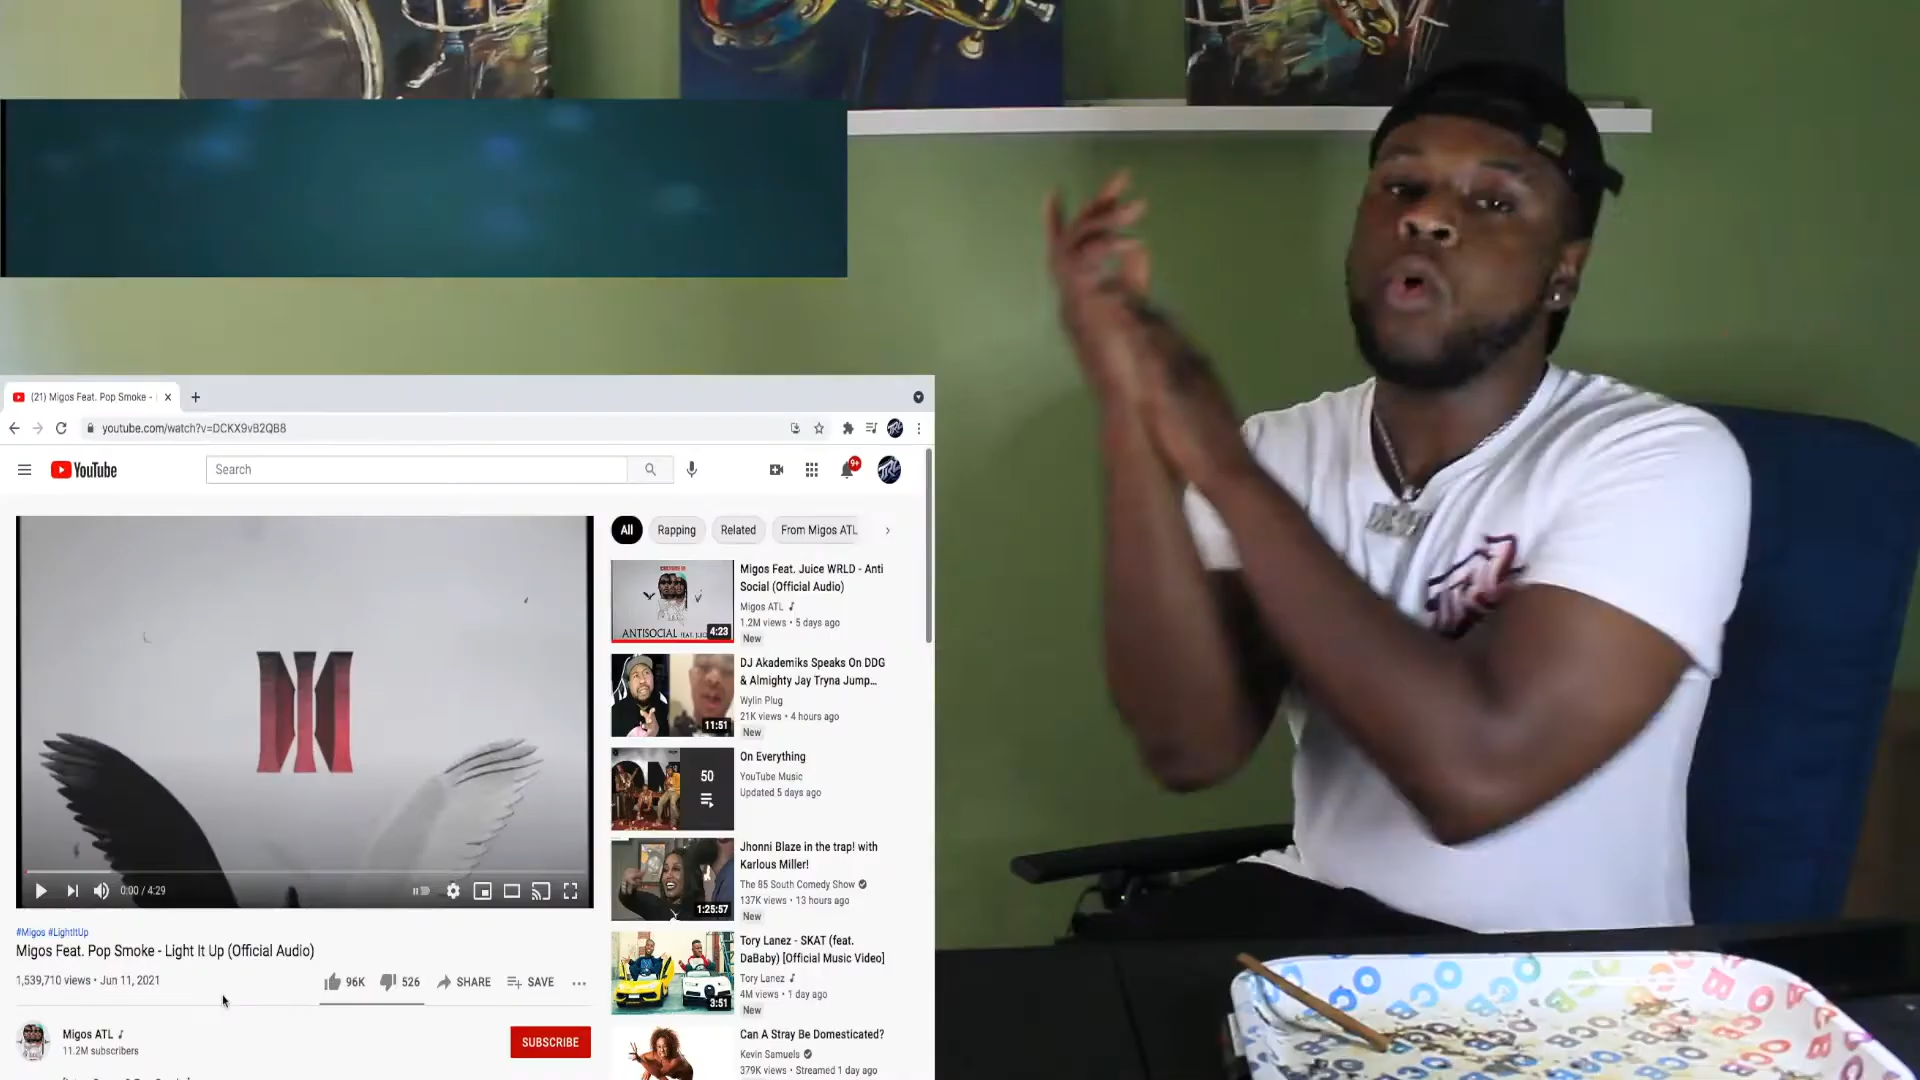 (21) Migos Feat. Pop Smoke -
youtube.com/watch?v=DCKX9vB2QB8
YouTube
Search
9+
All
Rapping
Related
From Migos ATL
CULTURE III
ANTISOCIAL
4:23
Migos Feat. Juice WRLD - Anti
Social (Official Audio)
Migos ATL
1.2M views • 5 days ago
New
11:51
DJ Akademiks Speaks On DDG
& Almighty Jay Tryna Jump...
Wylin Plug
21K views • 4 hours ago
New
50
On Everything
YouTube Music
Updated 5 days ago
1:25:57
Jhonni Blaze in the trap! with
Karlous Miller!
The 85 South Comedy Show
137K views • 13 hours ago
New
3:51
Tory Lanez - SKAT (feat.
DaBaby) [Official Music Video]
Tory Lanez
4M views • 1 day ago
New
Can A Stray Be Domesticated?
Kevin Samuels
379K views • Streamed 1 day ago
0:00 / 4:29
#Migos #LightItUp
Migos Feat. Pop Smoke - Light It Up (Official Audio)
1,539,710 views • Jun 11, 2021
96K
526
SHARE
SAVE
Migos ATL
11.2M subscribers
SUBSCRIBE
OCB